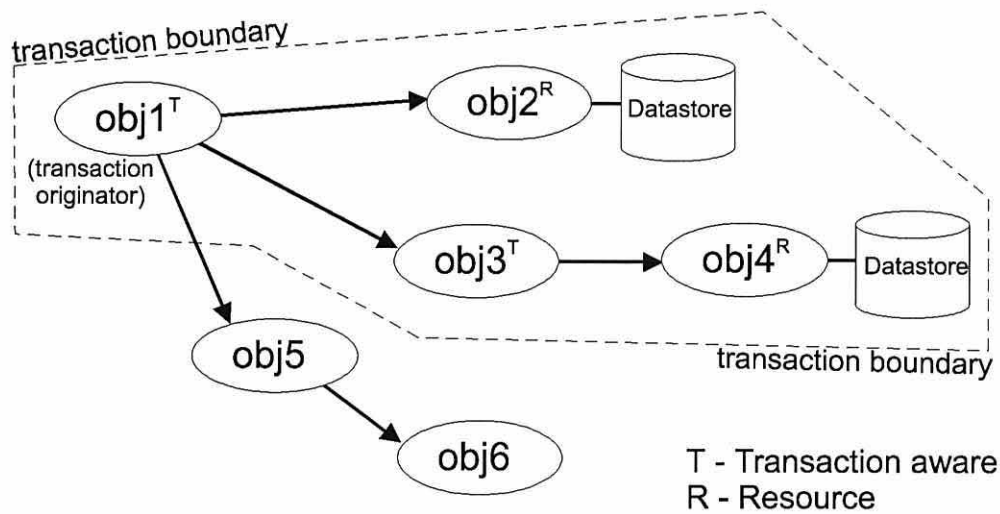 transaction boundary
obj1T
obj2R
Datastore
(transaction
originator)
obj3T
obj4R
Datastore
obj5
transaction boundary
obj6
T - Transaction aware
R - Resource